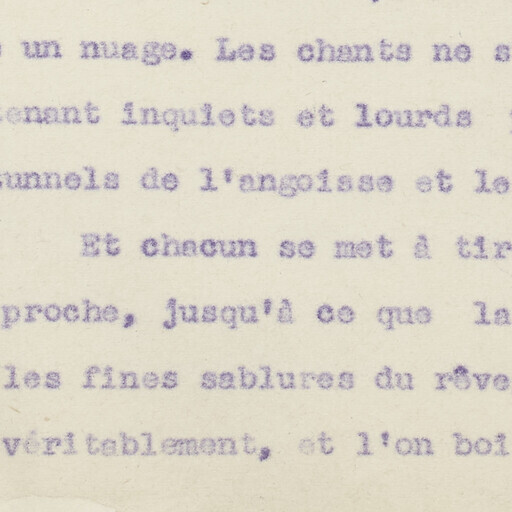 un nuage. Les chants ne s
tenant inquiets et lourds
tunnels de l'angoisse et le
Et chacun se met à tir
proche, jusqu'à ce que la
les fines sablures du rêve
véritablement, et l'on boi